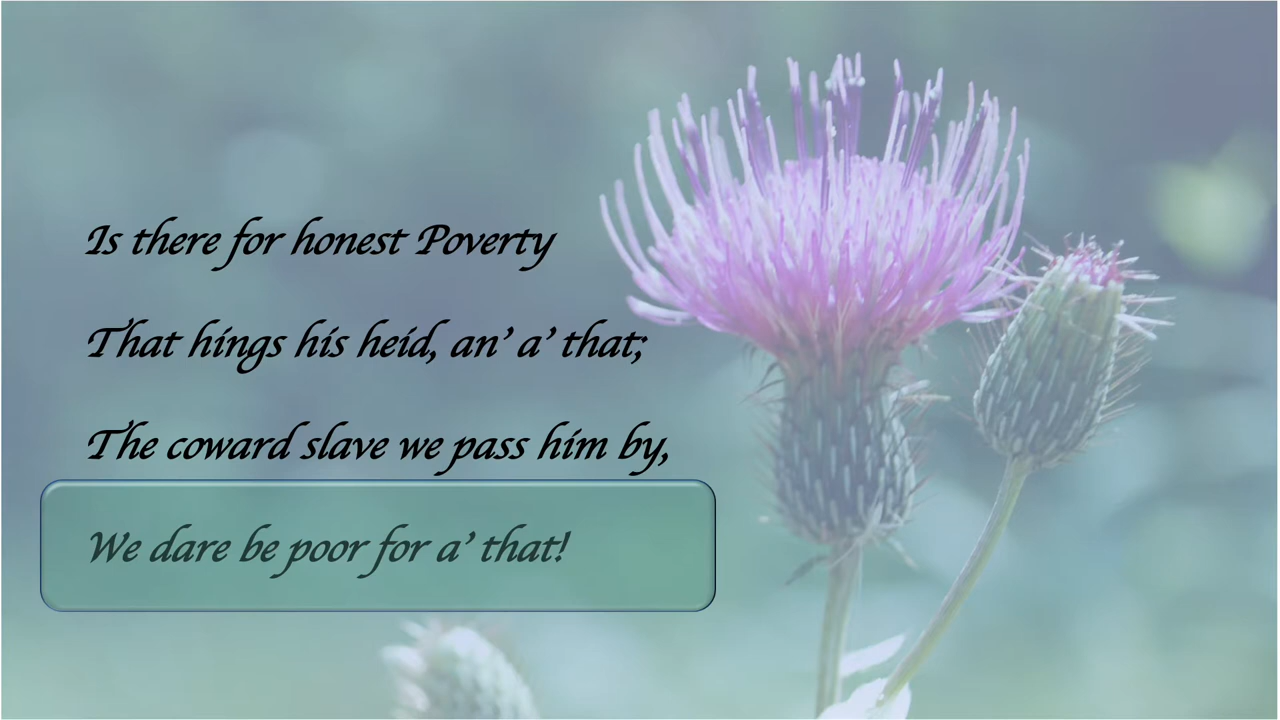 Is there for honest Poverty
That hings his heid, an’ a’ that;
The coward slave we pass him by,
We dare be poor for a’ that!